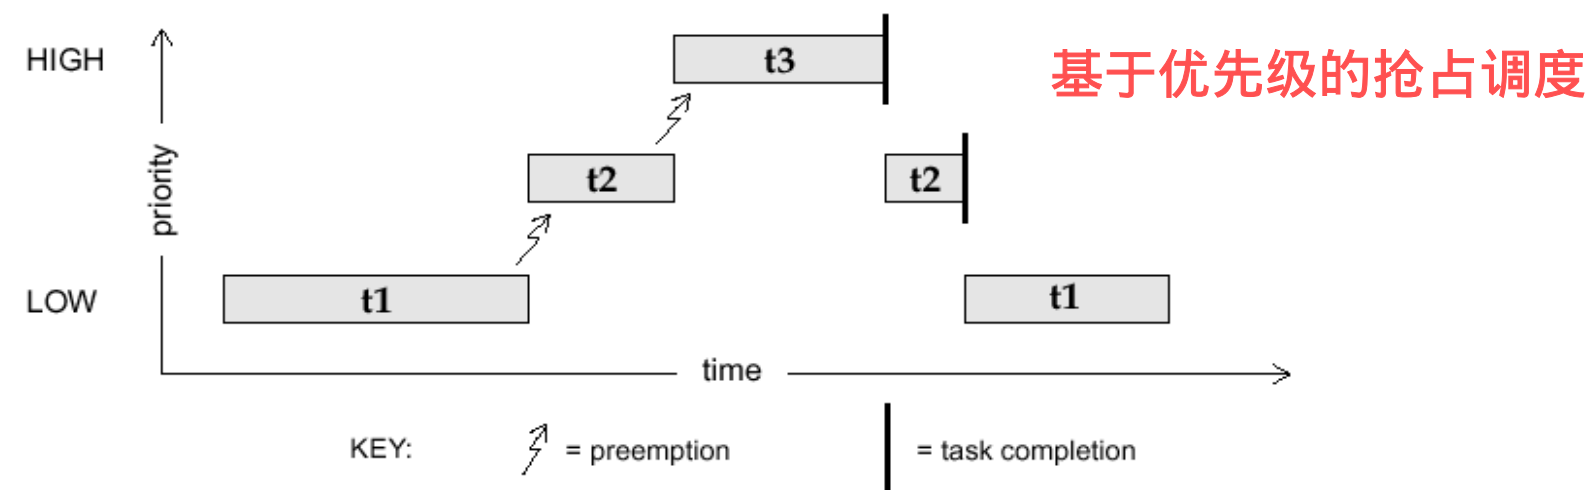 HIGH
t3
基于优先级的抢占调度
priority
t2
t2
LOW
t1
t1
time
KEY:
= preemption
= task completion